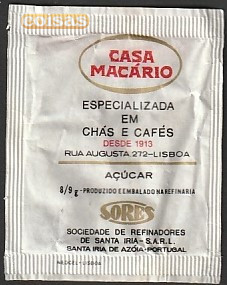 coisas
CASA
MACÁRIO
ESPECIALIZADA
EM
CHÁS E CAFÉS
DESDE 1913
RUA AUGUSTA 272-LISBOA
AÇÚCAR
8/9 g - PRODUZIDO E EMBALADO NA REFINARIA
SORES
SOCIEDADE DE REFINADORES
DE SANTA IRIA - S.A.R.L.
SANTA IRIA DE AZÓIA - PORTUGAL